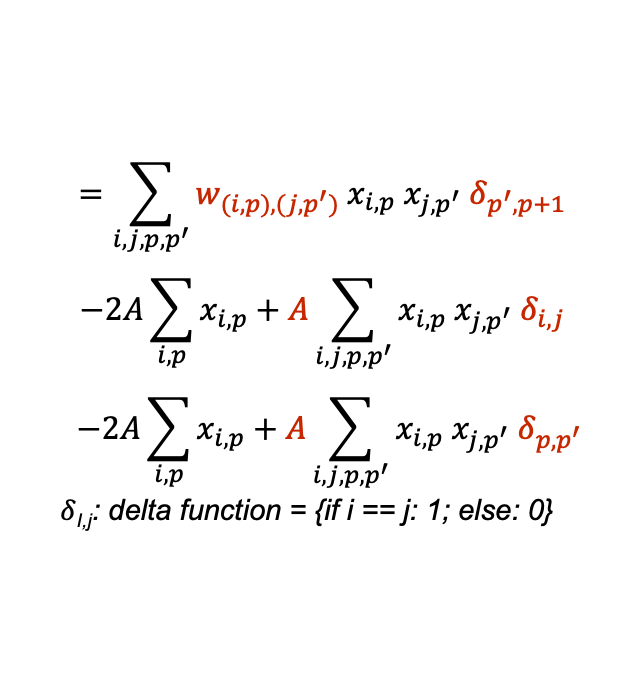 = ∑_{i,j,p,p′} w_{(i,p),(j,p′)} x_{i,p} x_{j,p′} δ_{p′,p+1}
−2A ∑_{i,p} x_{i,p} + A ∑_{i,j,p,p′} x_{i,p} x_{j,p′} δ_{i,j}
−2A ∑_{i,p} x_{i,p} + A ∑_{i,j,p,p′} x_{i,p} x_{j,p′} δ_{p,p′}
δ_{I,j}: delta function = {if i == j: 1; else: 0}